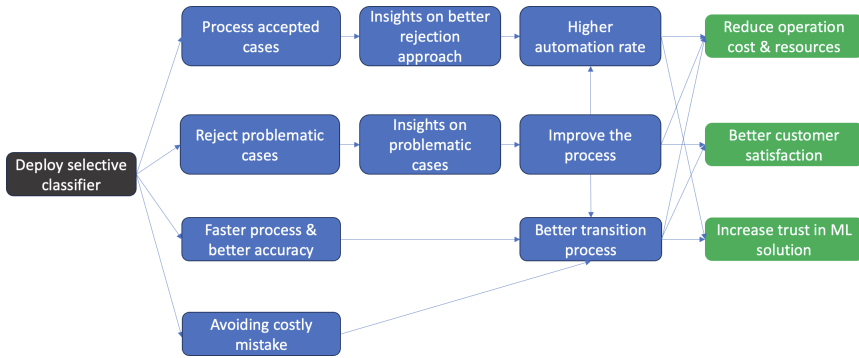 Process accepted
cases
Insights on better
rejection
approach
Higher
automation rate
Reduce operation
cost & resources
Reject problematic
cases
Insights on
problematic
cases
Improve the
process
Better customer
satisfaction
Deploy selective
classifier
Faster process &
better accuracy
Better transition
process
Increase trust in ML
solution
Avoiding costly
mistake